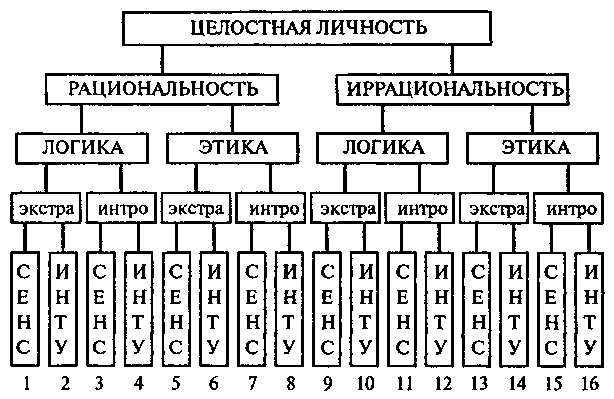 ЦЕЛОСТНАЯ ЛИЧНОСТЬ
РАЦИОНАЛЬНОСТЬ ИРРАЦИОНАЛЬНОСТЬ
ЛОГИКА ЭТИКА ЛОГИКА ЭТИКА
экстра интро экстра интро экстра интро экстра интро
СЕНС ИНТУ СЕНС ИНТУ СЕНС ИНТУ СЕНС ИНТУ СЕНС ИНТУ СЕНС ИНТУ СЕНС ИНТУ СЕНС ИНТУ
1 2 3 4 5 6 7 8 9 10 11 12 13 14 15 16